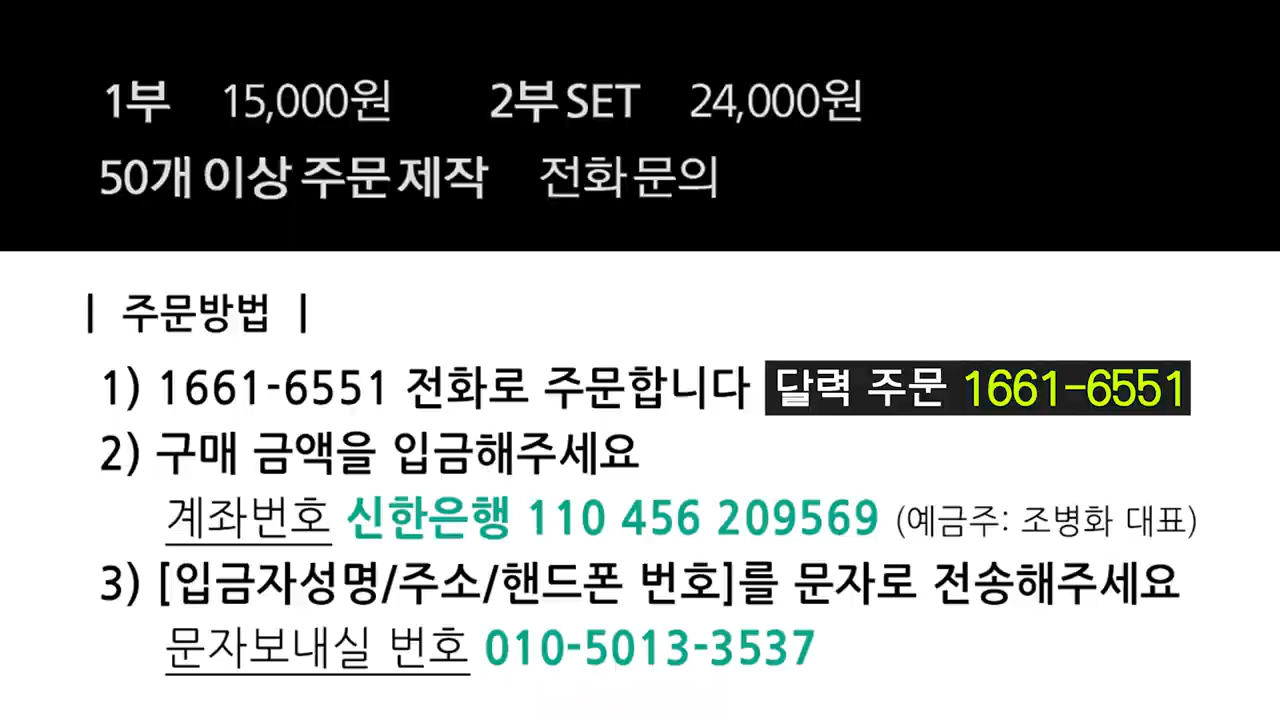 1부 15,000원 2부 SET 24,000원
50개 이상 주문 제작 전화 문의
| 주문방법 |
1) 1661-6551 전화로 주문합니다 달력 주문 1661-6551
2) 구매 금액을 입금해주세요
계좌번호 신한은행 110 456 209569 (예금주: 조병화 대표)
3) [입금자성명/주소/핸드폰 번호]를 문자로 전송해주세요
문자보내실 번호 010-5013-3537